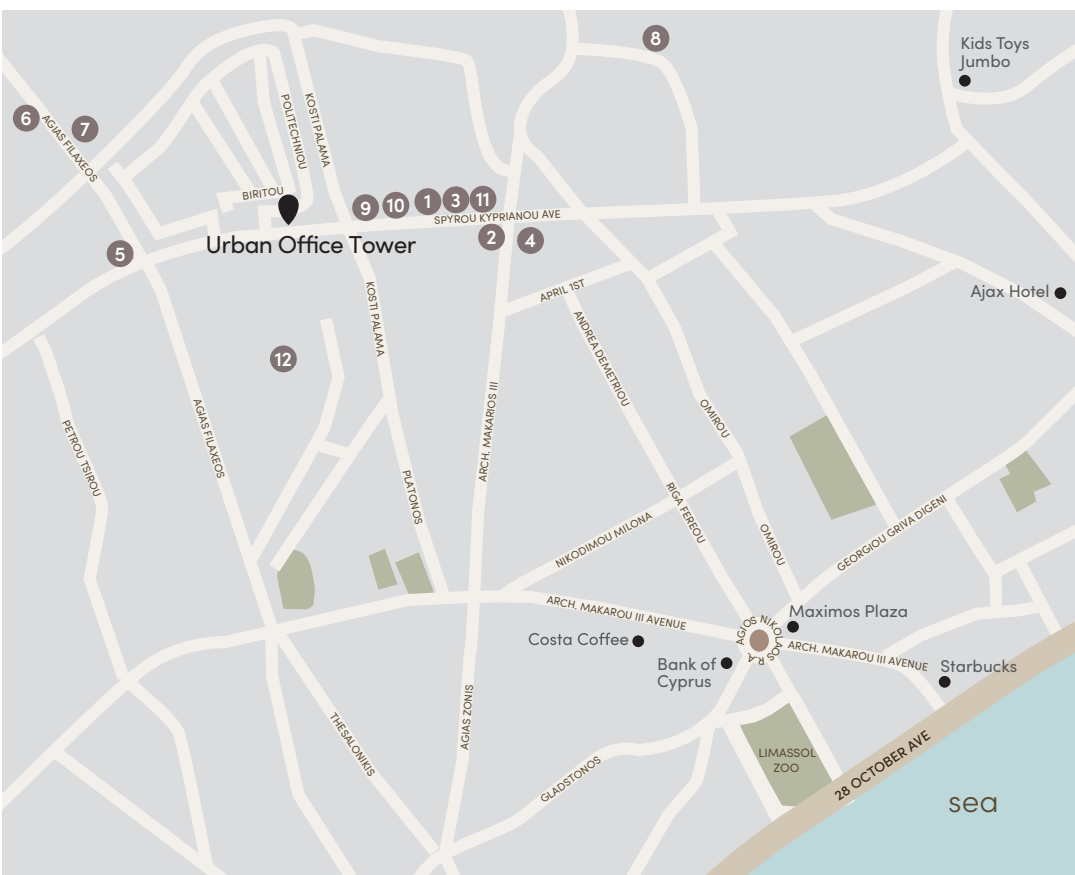 8
Kids Toys
Jumbo
6
AGIAS FILAXEOS
7
POLITECHNIOU
KOSTI PALAMA
BIRITOU
9
10
1
3
11
SPYROU KYPRIANOU AVE
2
4
5
Urban Office Tower
APRIL 1ST
Ajax Hotel
KOSTI PALAMA
ANDREA DEMETRIOU
12
AGIAS FILAXEOS
ARCH. MAKARIOS III
OMIROU
PETROU TSIROU
PLATONOS
RIGA FEREOU
OMIROU
GEORGIOU GRIVA DIGENI
NIKODIMOU MILONA
ARCH. MAKAROU III AVENUE
Maximos Plaza
AGIOS NIKOLAOS
R.A.
Costa Coffee
ARCH. MAKAROU III AVENUE
Bank of
Cyprus
Starbucks
THESALONIKIS
AGIAS ZONIS
GLADSTONOS
LIMASSOL
ZOO
28 OCTOBER AVE
sea